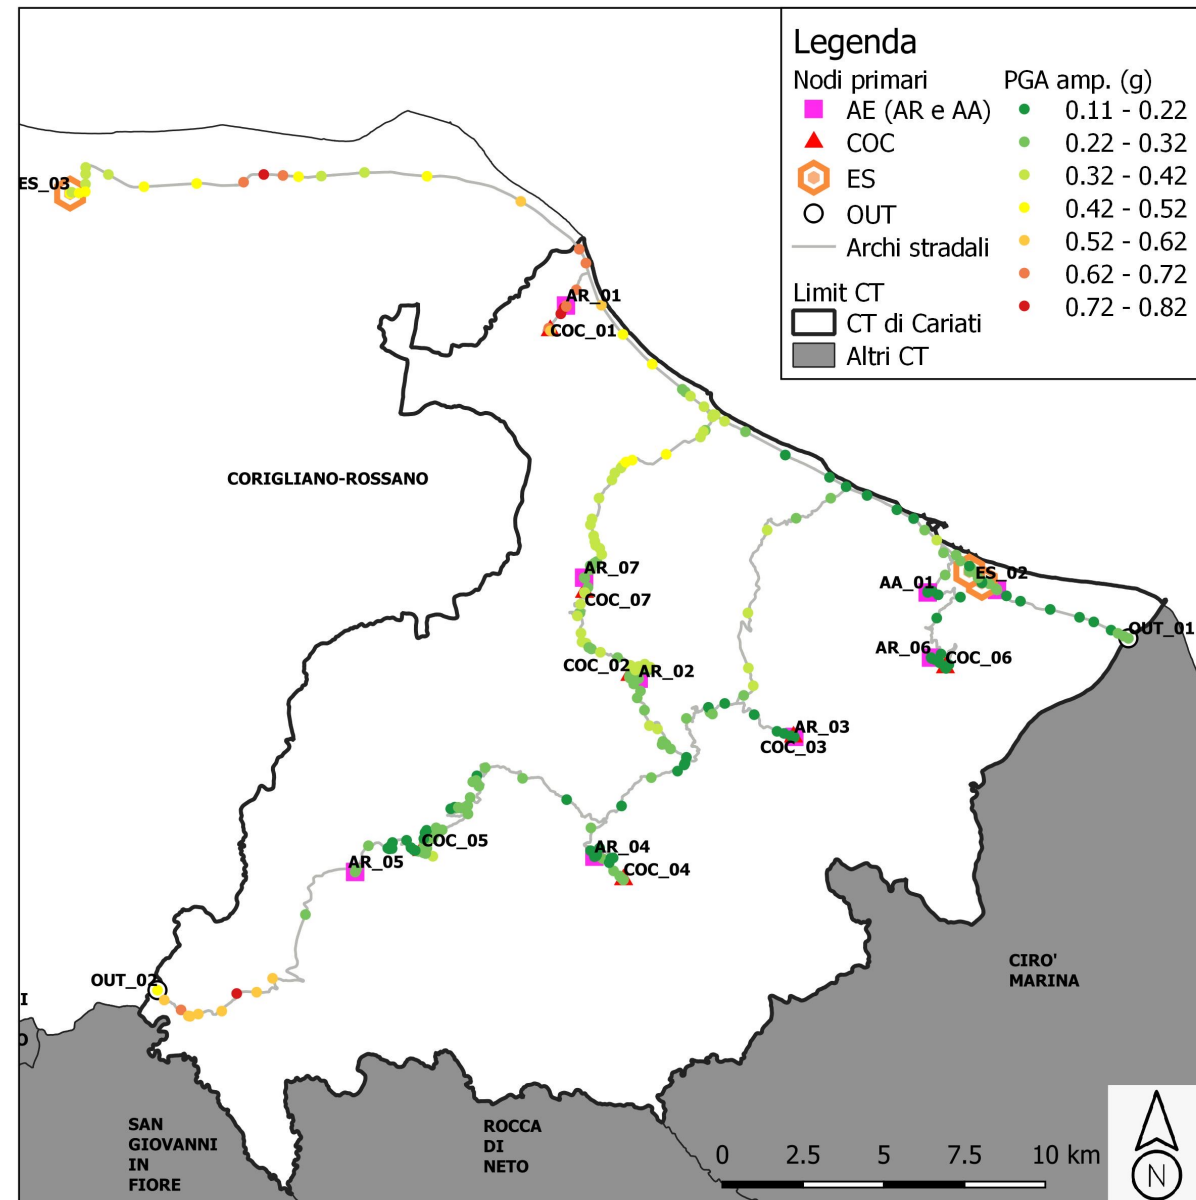 Legenda
Nodi primari
AE (AR e AA)
COC
ES
OUT
Archi stradali
Limit CT
CT di Cariati
Altri CT
PGA amp. (g)
0.11 - 0.22
0.22 - 0.32
0.32 - 0.42
0.42 - 0.52
0.52 - 0.62
0.62 - 0.72
0.72 - 0.82
ES_03
AR_01
COC_01
CORIGLIANO-ROSSANO
AR_07
COC_07
AA_01
ES_02
OUT_01
AR_06
COC_06
COC_02
AR_02
AR_03
COC_03
COC_05
AR_05
AR_04
COC_04
OUT_02
CIRO'
MARINA
I
O
SAN
GIOVANNI
IN
FIORE
ROCCA
DI
NETO
0 2.5 5 7.5 10 km
N